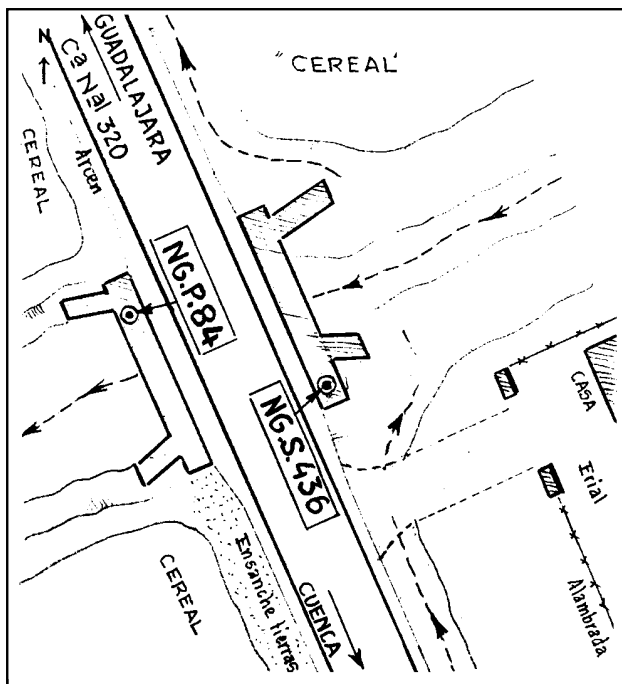 N
GUADALAJARA
Cª Nal 320
"CEREAL"
CEREAL
Arcen
NG.P.84
NG.S.436
CASA
Erial
Alambrada
Ensanche tierras
CEREAL
CUENCA